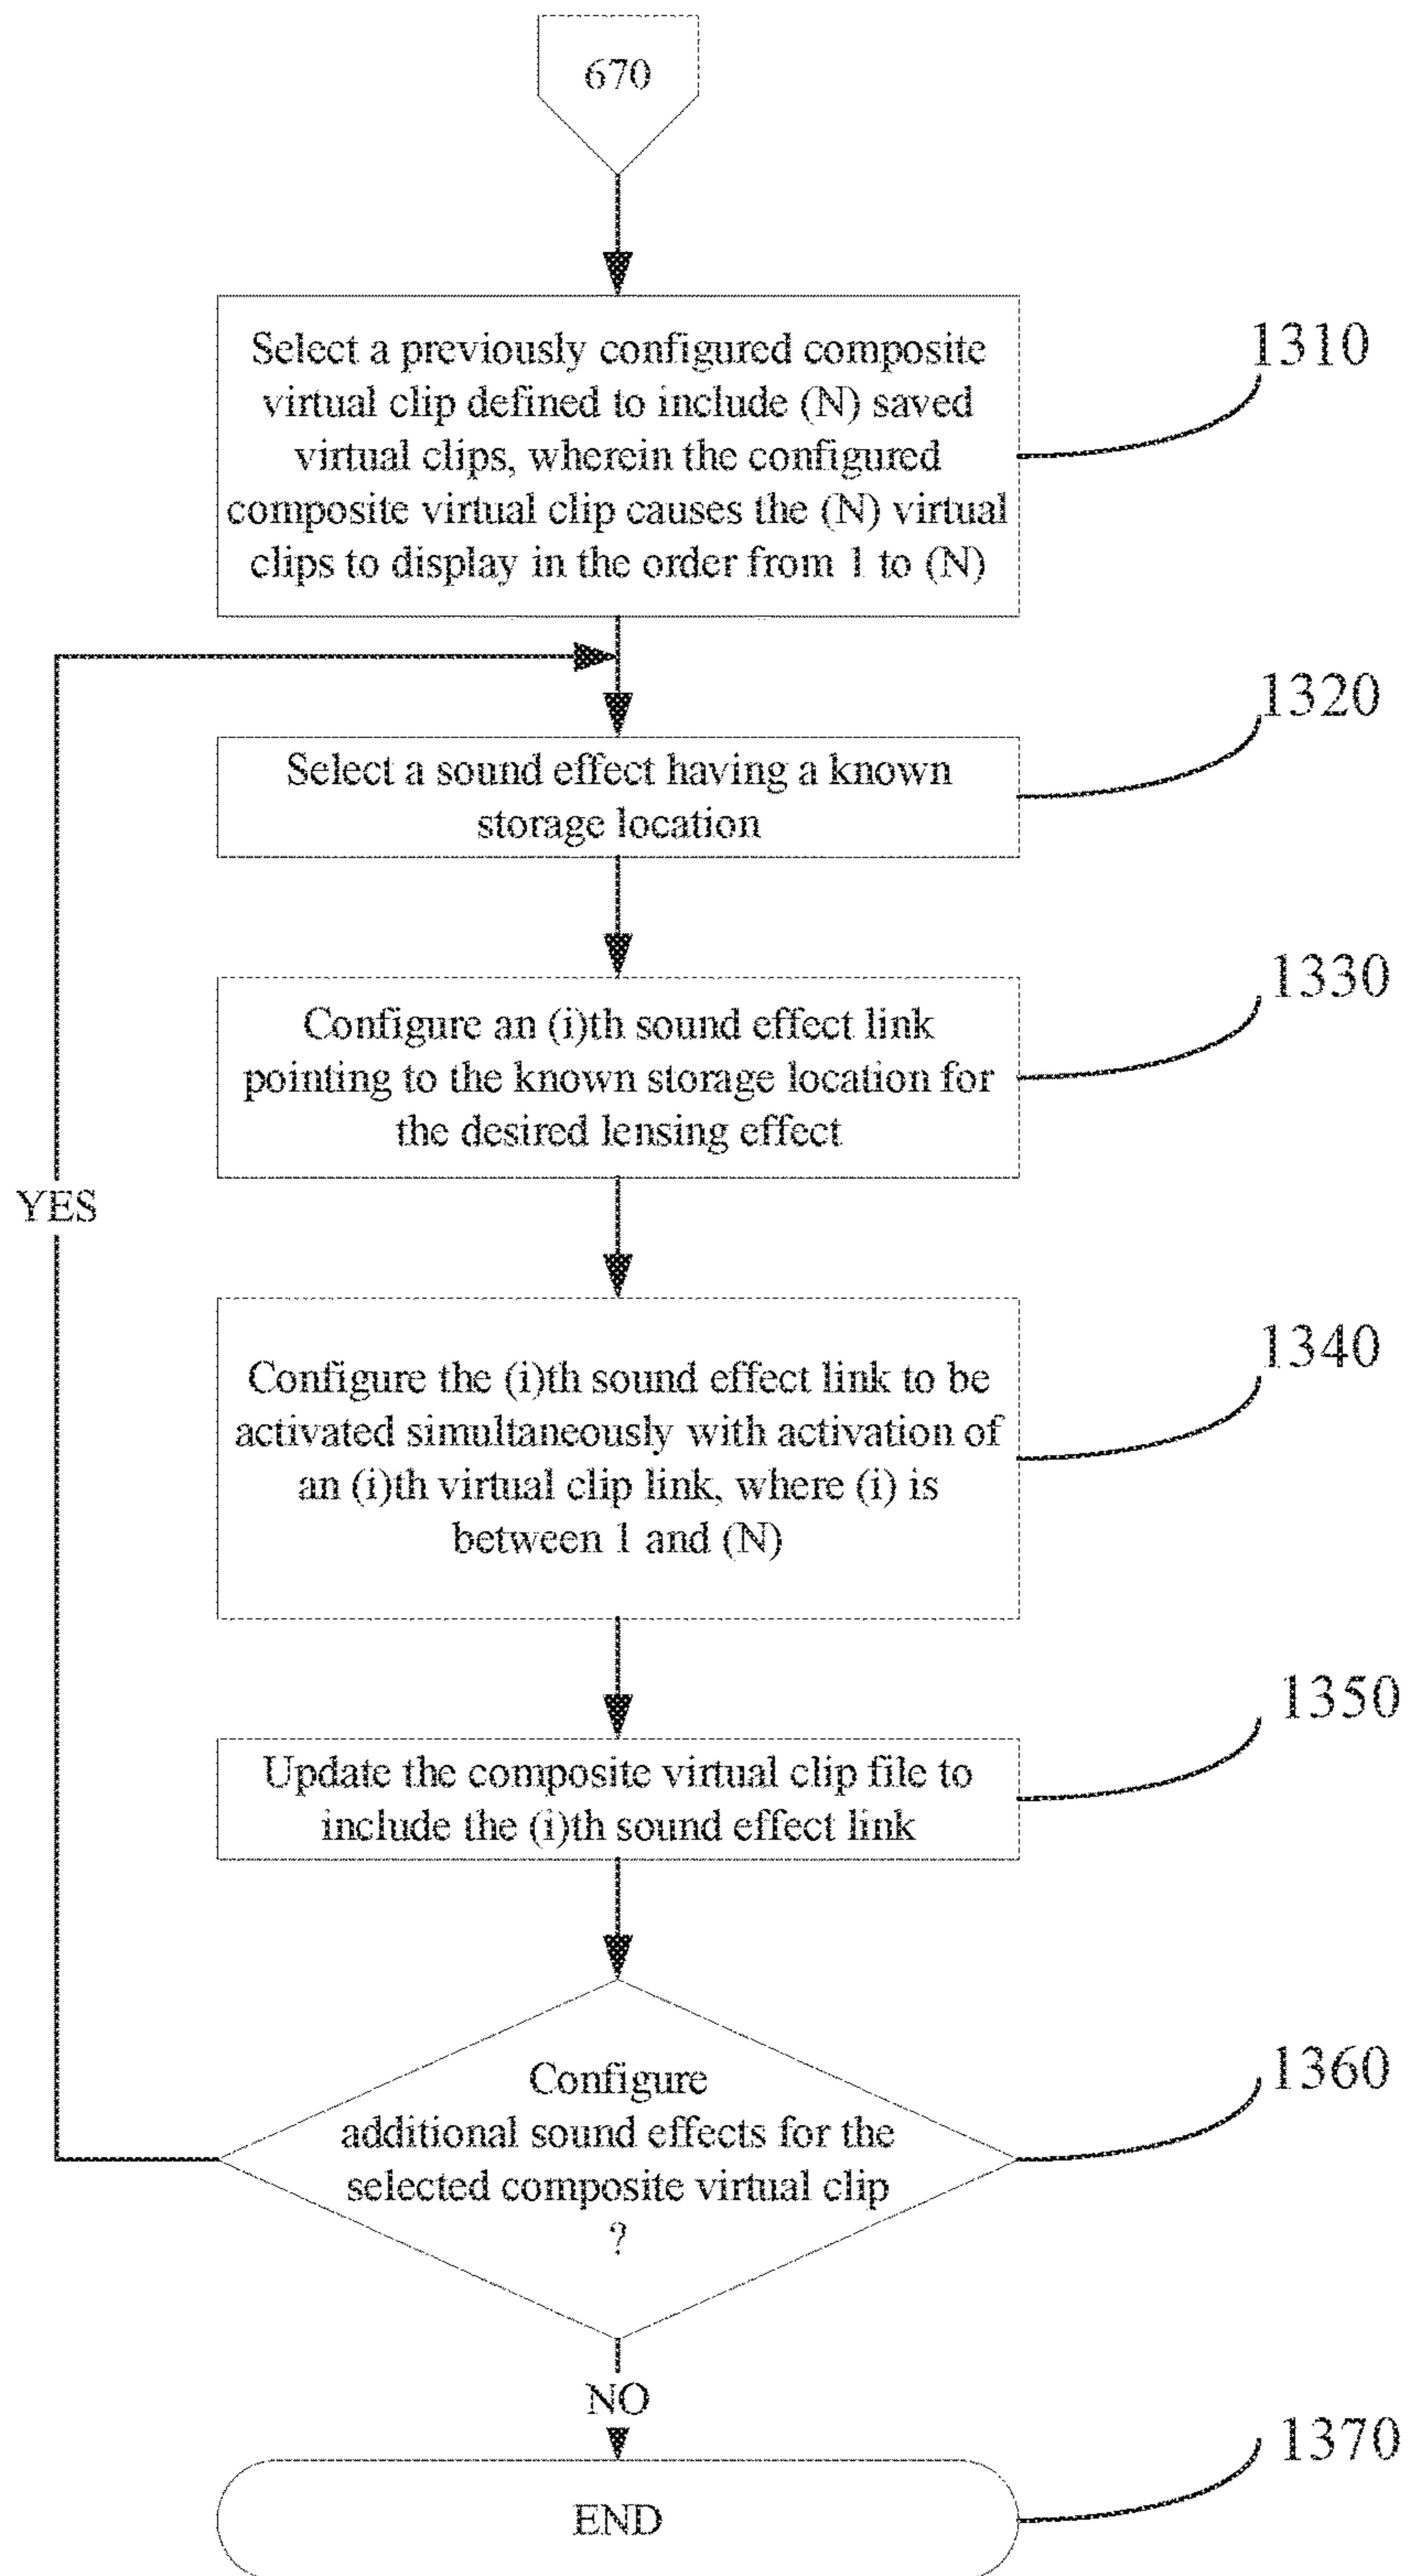 670
Select a previously configured composite
virtual clip defined to include (N) saved
virtual clips, wherein the configured
composite virtual clip causes the (N) virtual
clips to display in the order from 1 to (N)
1310
Select a sound effect having a known
storage location
1320
Configure an (i)th sound effect link
pointing to the known storage location for
the desired lensing effect
1330
YES
Configure the (i)th sound effect link to be
activated simultaneously with activation of
an (i)th virtual clip link, where (i) is
between 1 and (N)
1340
Update the composite virtual clip file to
include the (i)th sound effect link
1350
Configure
additional sound effects for the
selected composite virtual clip
?
1360
NO
END
1370